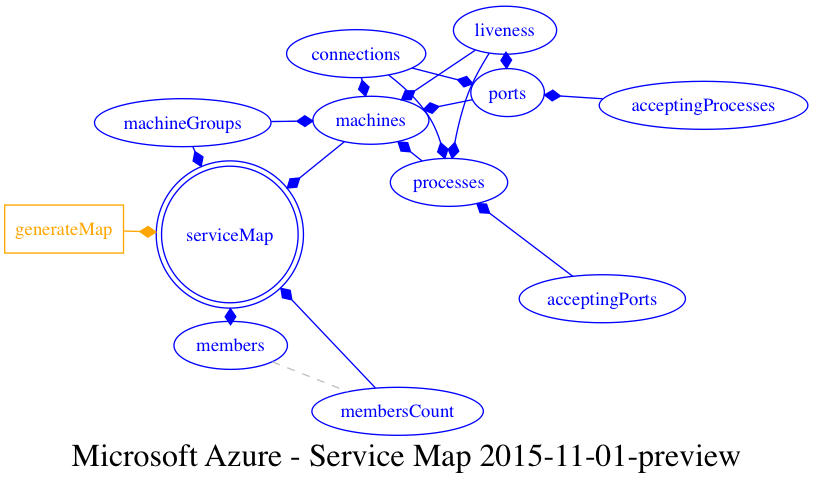 liveness
connections
ports
acceptingProcesses
machineGroups
machines
processes
generateMap
serviceMap
acceptingPorts
members
membersCount
Microsoft Azure - Service Map 2015-11-01-preview